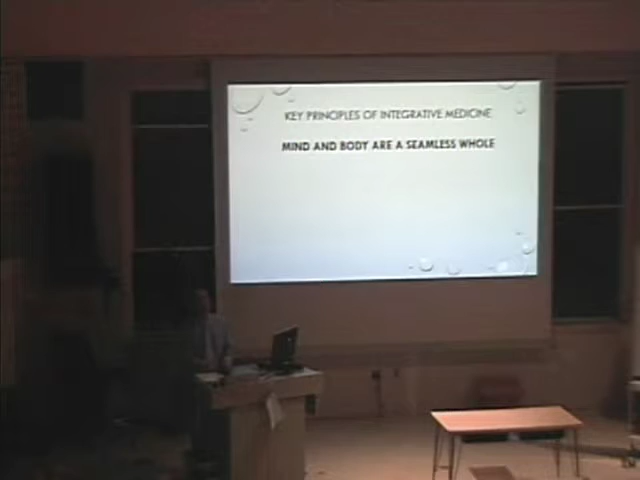 KEY PRINCIPLES OF INTEGRATIVE MEDICINE
MIND AND BODY ARE A SEAMLESS WHOLE